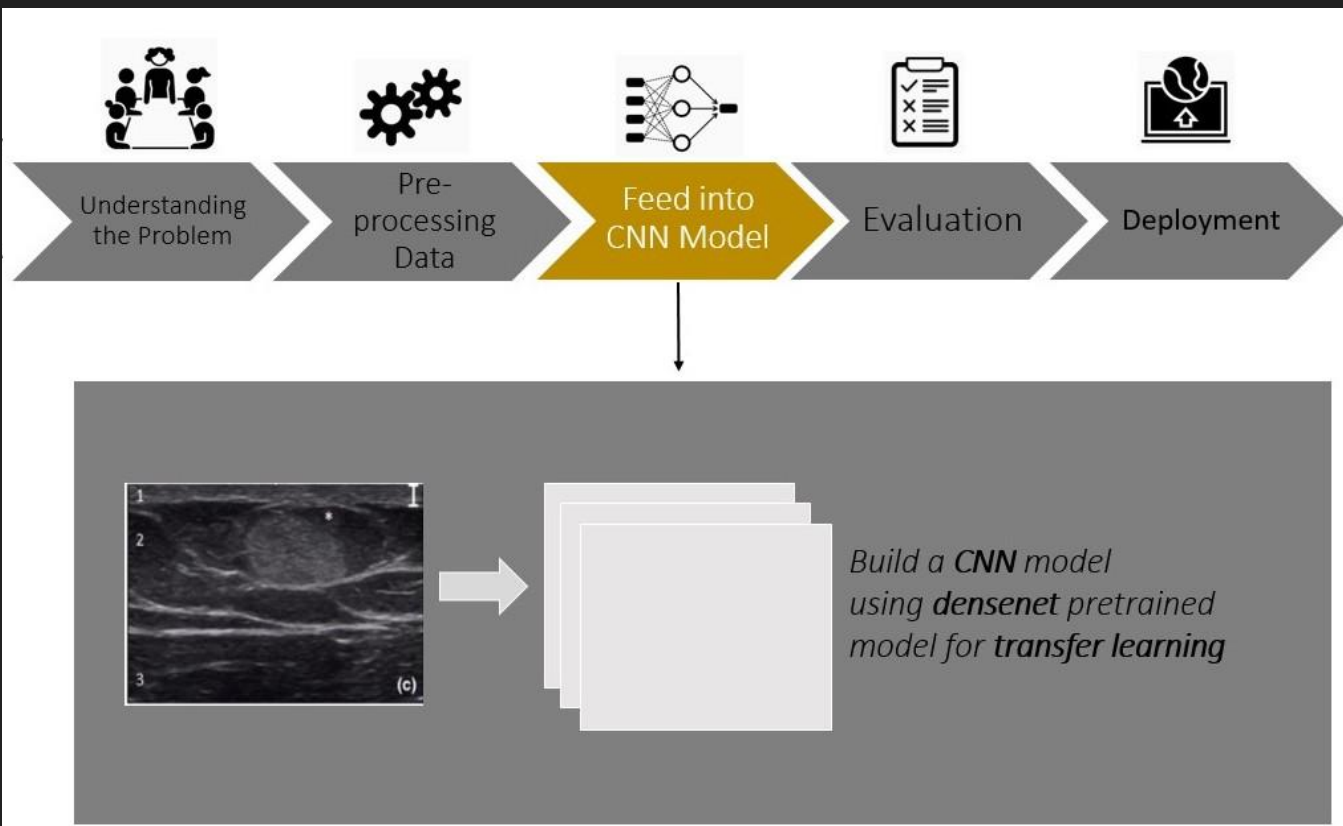 Understanding
the Problem
Pre-
processing
Data
Feed into
CNN Model
Evaluation
Deployment
1
2
3
*
(c)
Build a CNN model
using densenet pretrained
model for transfer learning